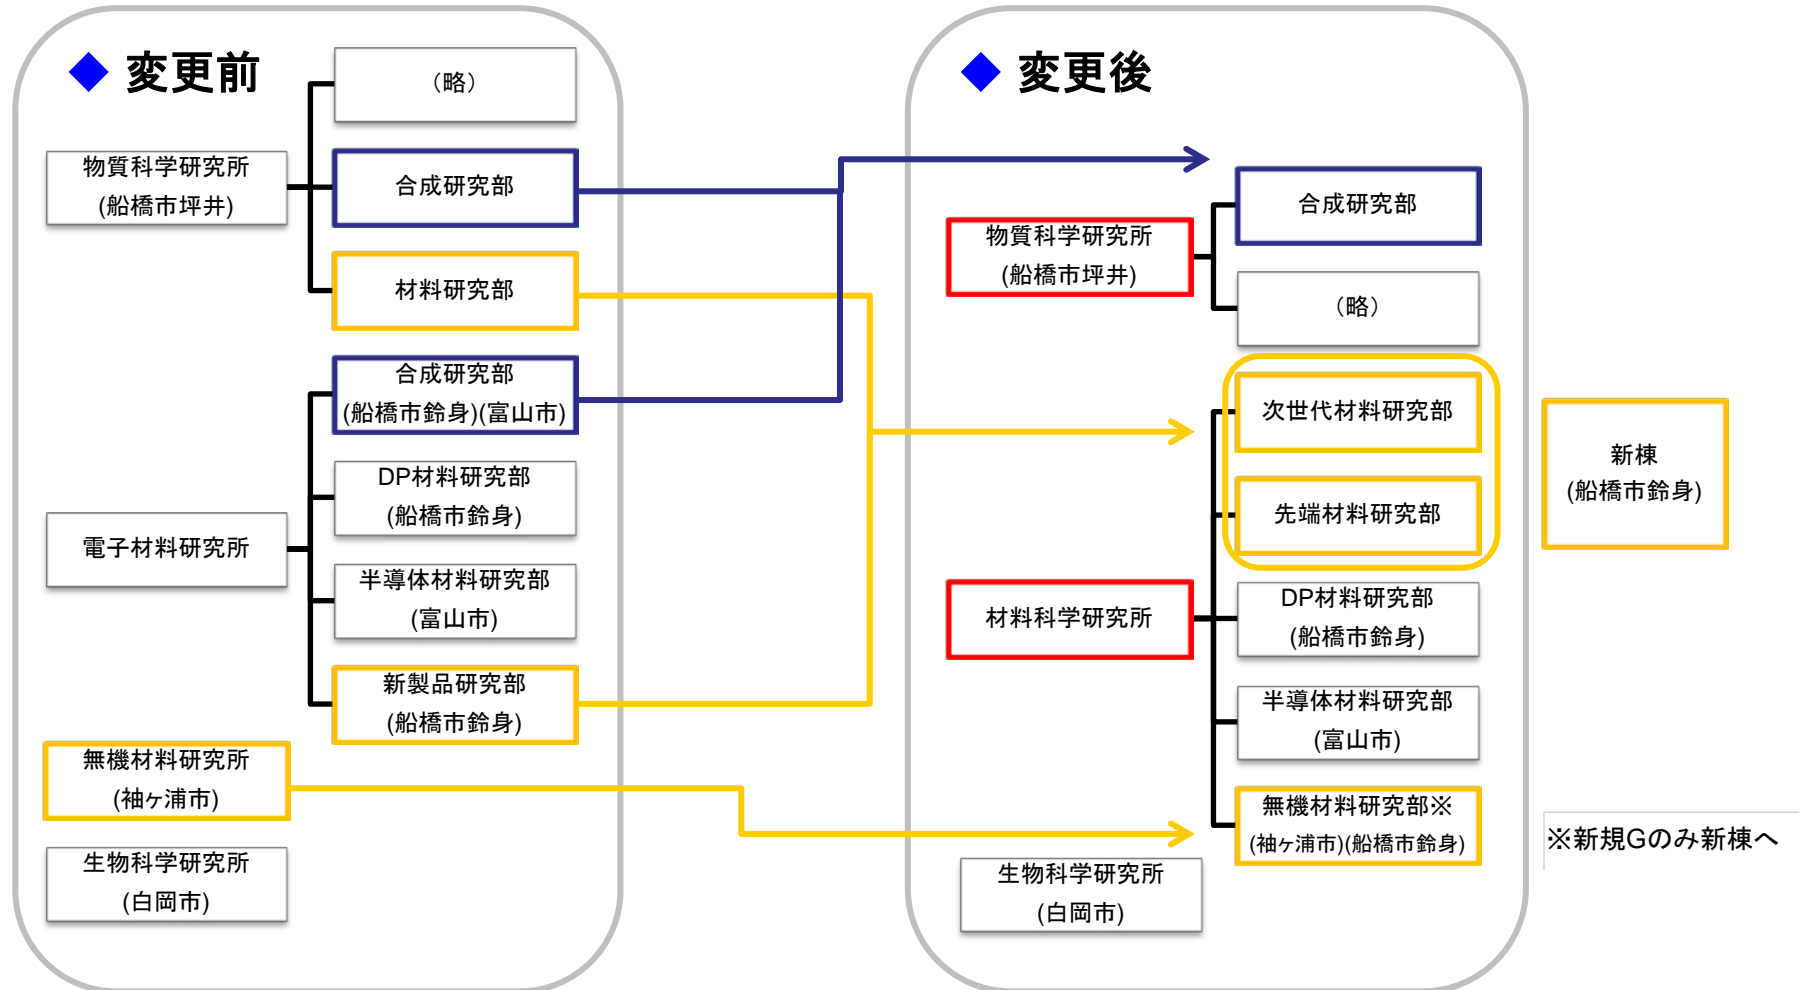 ◆ 変更前
（略）
物質科学研究所
(船橋市坪井)
合成研究部
材料研究部
合成研究部
(船橋市鈴身)(富山市)
DP材料研究部
(船橋市鈴身)
電子材料研究所
半導体材料研究部
(富山市)
新製品研究部
(船橋市鈴身)
無機材料研究所
(袖ヶ浦市)
生物科学研究所
(白岡市)
◆ 変更後
合成研究部
物質科学研究所
(船橋市坪井)
（略）
次世代材料研究部
先端材料研究部
材料科学研究所
DP材料研究部
(船橋市鈴身)
半導体材料研究部
(富山市)
無機材料研究部※
(袖ヶ浦市)(船橋市鈴身)
生物科学研究所
(白岡市)
新棟
(船橋市鈴身)
※新規Gのみ新棟へ